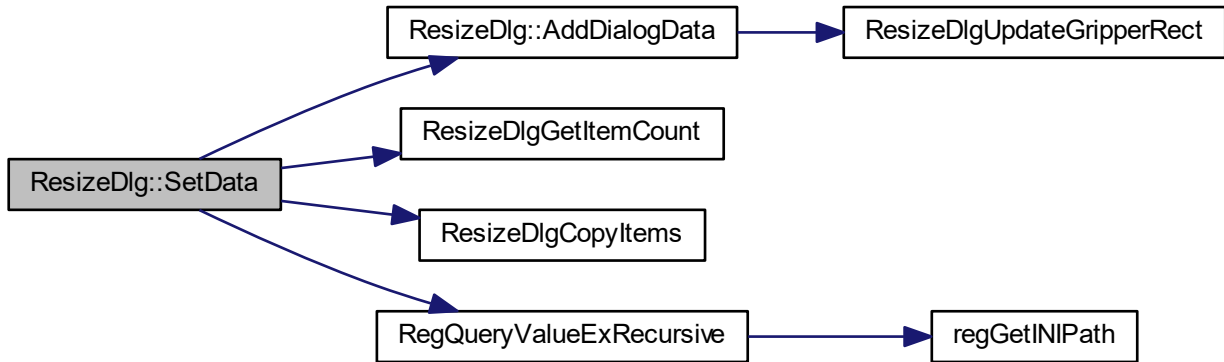 ResizeDlg::AddDialogData
ResizeDlgUpdateGripperRect
ResizeDlgGetItemCount
ResizeDlg::SetData
ResizeDlgCopyItems
RegQueryValueExRecursive
regGetINIPath